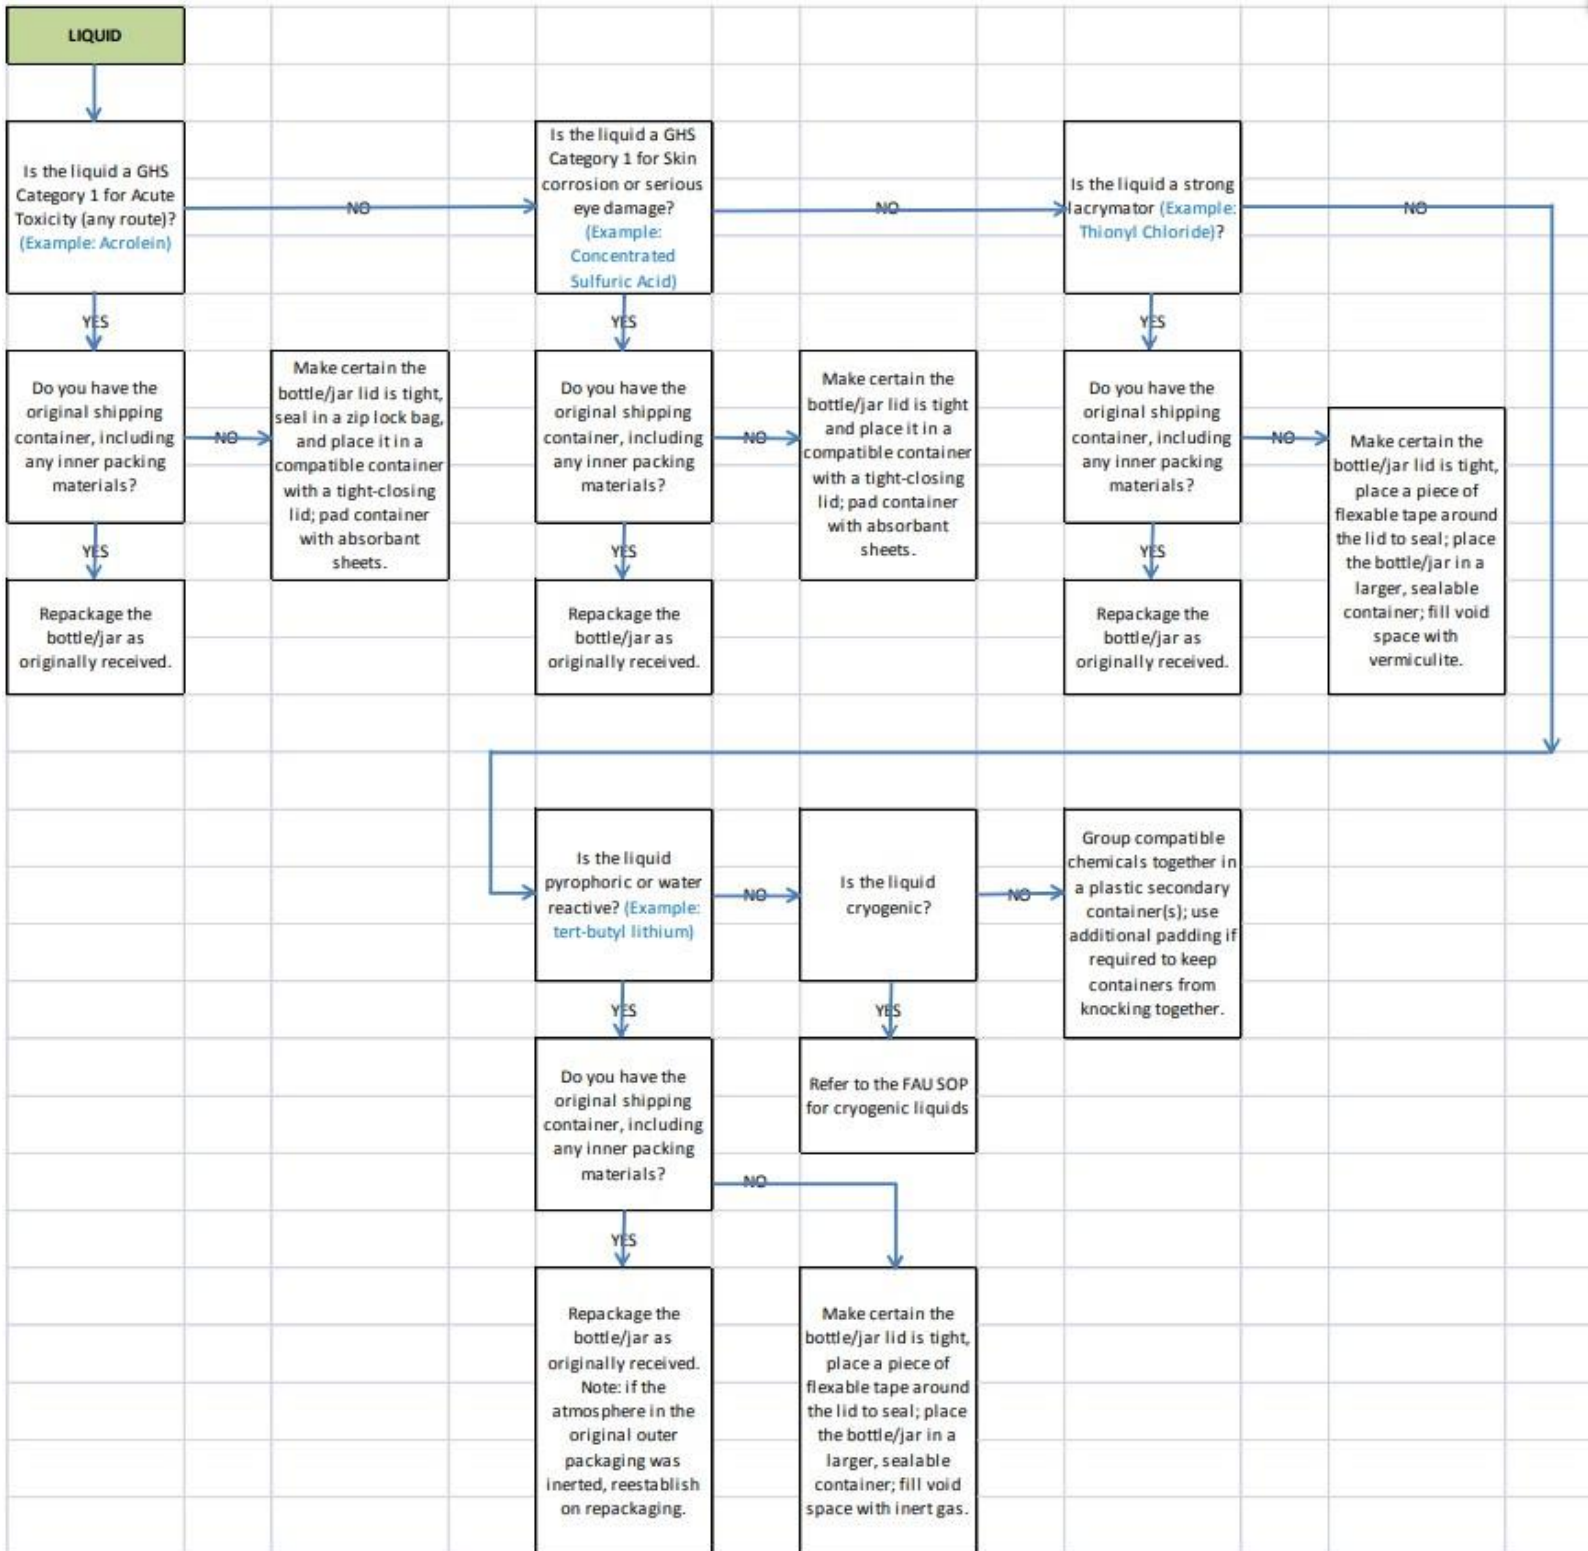 LIQUID
Is the liquid a GHS
Category 1 for Acute
Toxicity (any route)?
(Example: Acrolein)
NO
Is the liquid a GHS
Category 1 for Skin
corrosion or serious
eye damage?
(Example:
Concentrated
Sulfuric Acid)
NO
Is the liquid a strong
lacrymator (Example:
Thionyl Chloride)?
NO
YES
YES
YES
Do you have the
original shipping
container, including
any inner packing
materials?
NO
Make certain the
bottle/jar lid is tight,
seal in a zip lock bag,
and place it in a
compatible container
with a tight-closing
lid; pad container
with absorbant
sheets.
Do you have the
original shipping
container, including
any inner packing
materials?
NO
Make certain the
bottle/jar lid is tight
and place it in a
compatible container
with a tight-closing
lid; pad container
with absorbant
sheets.
Do you have the
original shipping
container, including
any inner packing
materials?
NO
Make certain the
bottle/jar lid is tight,
place a piece of
flexable tape around
the lid to seal; place
the bottle/jar in a
larger, sealable
container; fill void
space with
vermiculite.
YES
YES
YES
Repackage the
bottle/jar as
originally received.
Repackage the
bottle/jar as
originally received.
Repackage the
bottle/jar as
originally received.
Is the liquid
pyrophoric or water
reactive? (Example:
tert-butyl lithium)
NO
Is the liquid
cryogenic?
NO
Group compatible
chemicals together in
a plastic secondary
container(s); use
additional padding if
required to keep
containers from
knocking together.
YES
YES
Do you have the
original shipping
container, including
any inner packing
materials?
Refer to the FAU SOP
for cryogenic liquids
NO
YES
Repackage the
bottle/jar as
originally received.
Note: if the
atmosphere in the
original outer
packaging was
inerted, reestablish
on repackaging.
Make certain the
bottle/jar lid is tight,
place a piece of
flexable tape around
the lid to seal; place
the bottle/jar in a
larger, sealable
container; fill void
space with inert gas.